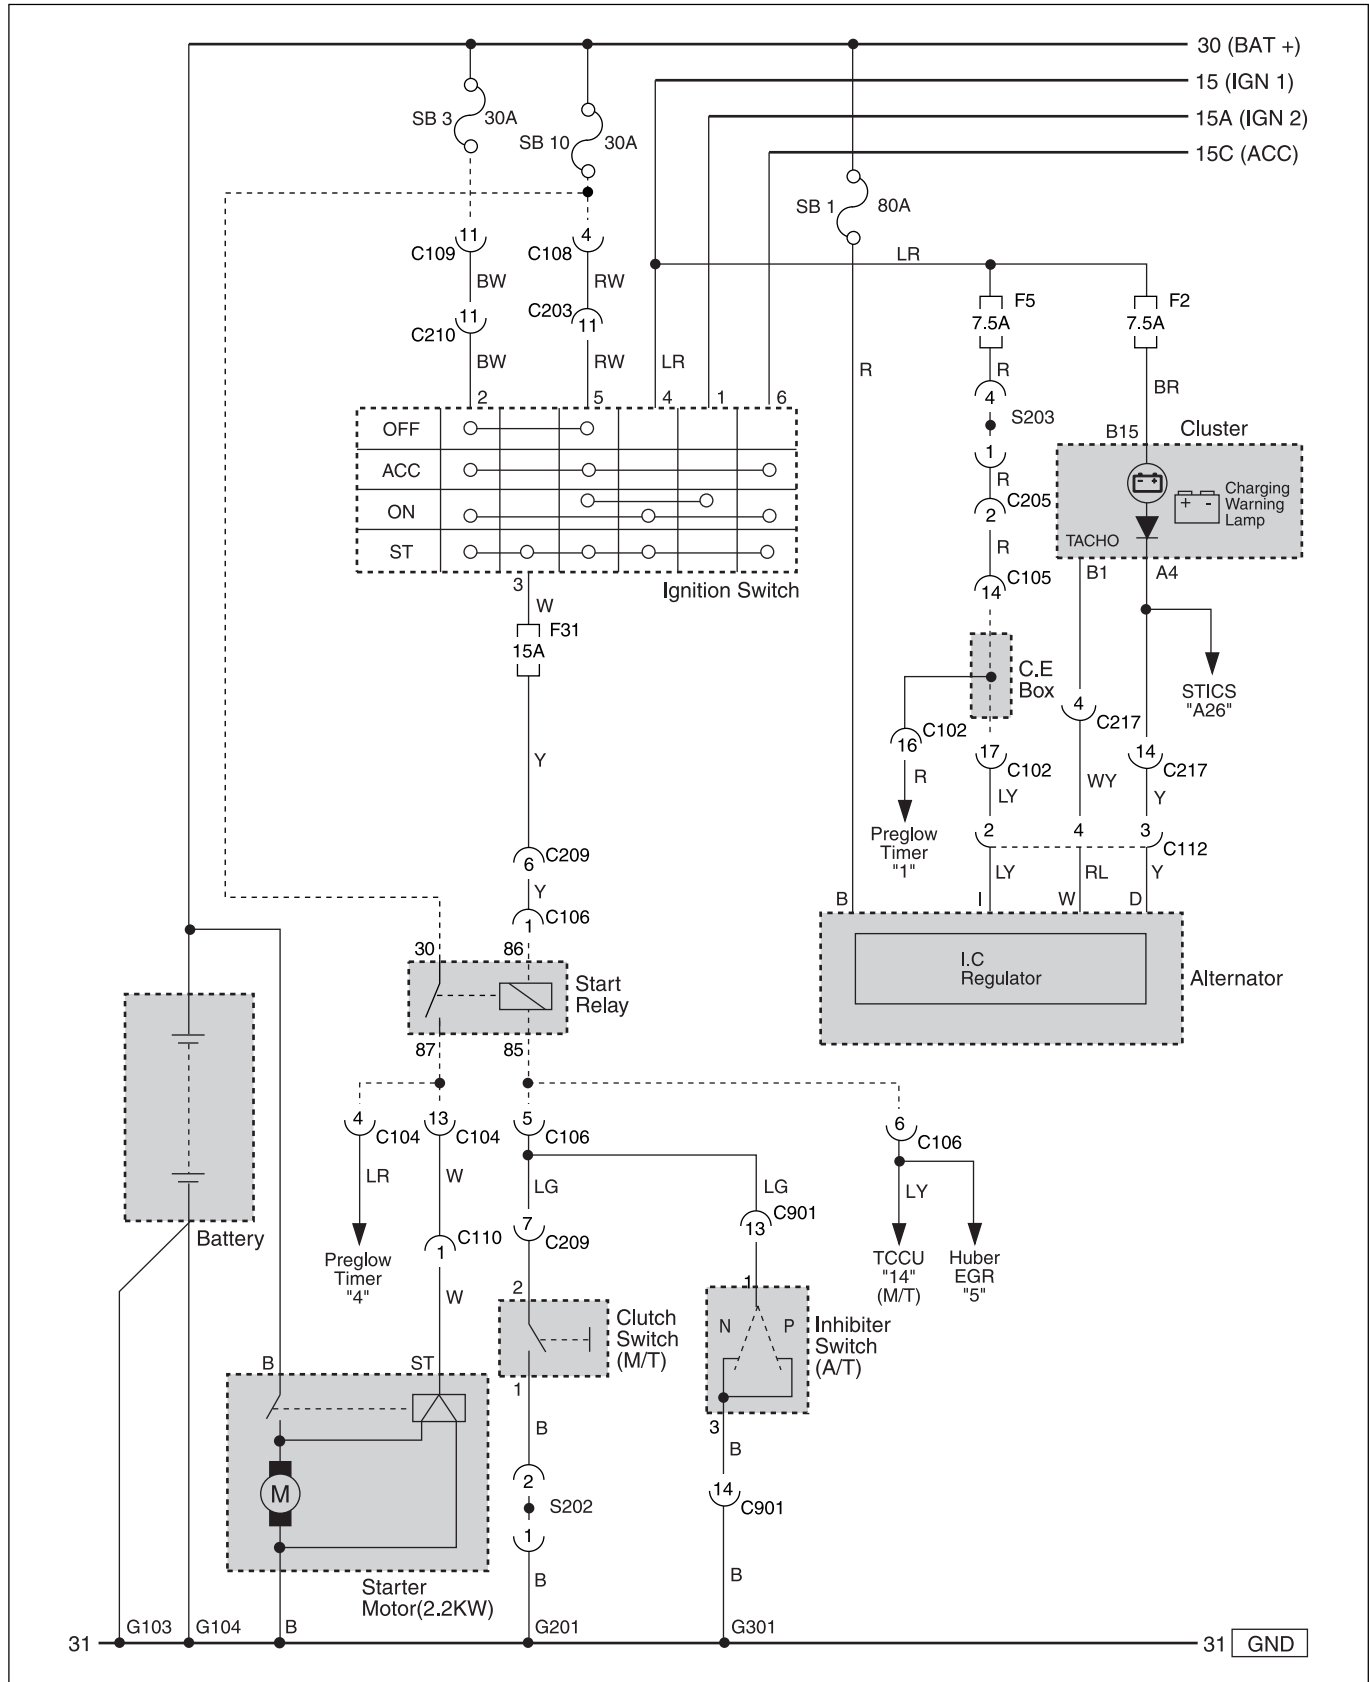 30 (BAT +)
15 (IGN 1)
15A (IGN 2)
15C (ACC)
SB 3 30A
SB 10 30A
SB 1 80A
11 4
C109 C108
LR
BW RW
C203
11 11
C210
F5 F2
7.5A 7.5A
BW RW LR R R BR
2 5 4 1 6
4
S203
B15 Cluster
OFF
ACC
ON
ST
1
R
C205
2
Charging
Warning
Lamp
+ -
- +
TACHO
R
B1 A4
3
Ignition Switch
C105
14
W
F31
15A
C.E
Box
STICS
"A26"
4
C217
C102
16
17
C102
14
C217
Y
R
LY WY Y
Preglow
Timer
"1"
2 4 3
C112
C209
6
Y
LY RL Y
C106
1
B I W D
30 86
I.C
Regulator
Alternator
Start
Relay
87 85
4 13 5 6
C104 C104 C106 C106
LR W LG LG LY
C901
13
7
C209
C110
1
Battery
Preglow
Timer
"4"
TCCU
"14"
(M/T)
Huber
EGR
"5"
W
2
1
Clutch
Switch
(M/T)
N P
Inhibiter
Switch
(A/T)
B ST
1
3
B
B
2
14
C901
M
S202
1
B
B
Starter
Motor(2.2KW)
31 G103 G104 B G201 G301 31 GND